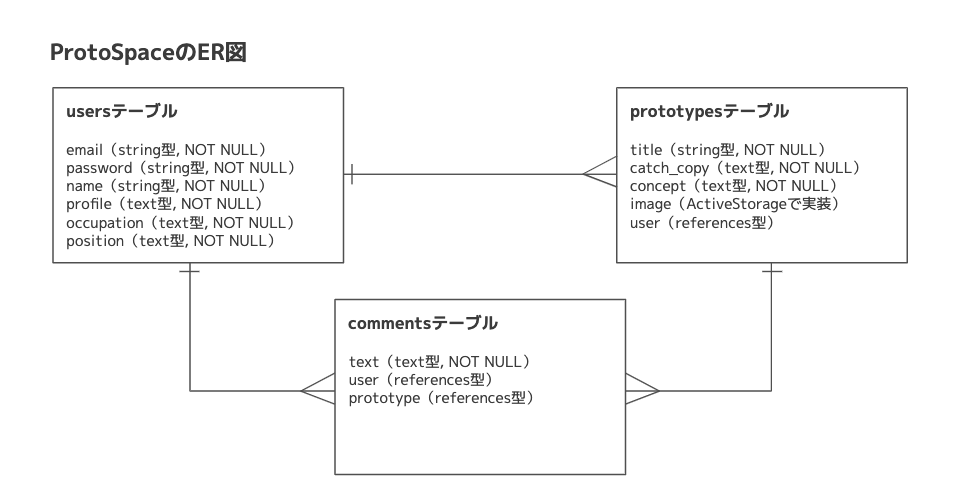 ProtoSpaceのER図
usersテーブル
email（string型, NOT NULL）
password（string型, NOT NULL）
name（string型, NOT NULL）
profile（text型, NOT NULL）
occupation（text型, NOT NULL）
position（text型, NOT NULL）
prototypesテーブル
title（string型, NOT NULL）
catch_copy（text型, NOT NULL）
concept（text型, NOT NULL）
image（ActiveStorageで実装）
user（references型）
commentsテーブル
text（text型, NOT NULL）
user（references型）
prototype（references型）